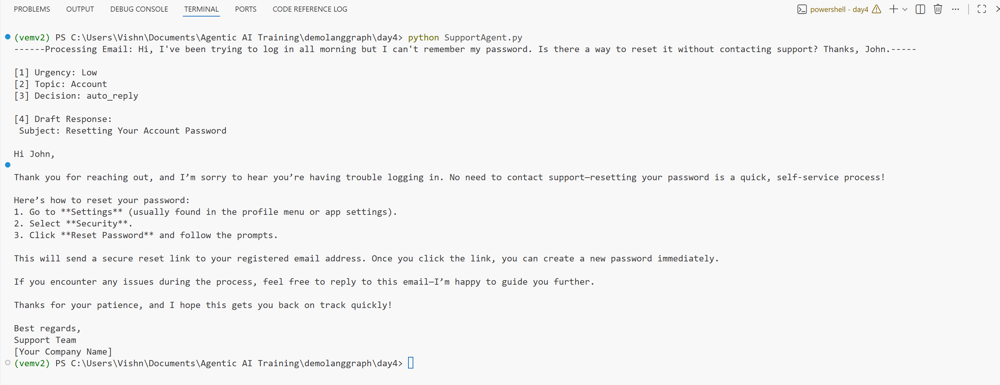 PROBLEMS OUTPUT DEBUG CONSOLE TERMINAL PORTS CODE REFERENCE LOG powershell - day4
(vemv2) PS C:\Users\Vishn\Documents\Agentic AI Training\demolanggraph\day4> python SupportAgent.py
------Processing Email: Hi, I've been trying to log in all morning but I can't remember my password. Is there a way to reset it without contacting support? Thanks, John.-----
[1] Urgency: Low
[2] Topic: Account
[3] Decision: auto_reply
[4] Draft Response:
Subject: Resetting Your Account Password
Hi John,
Thank you for reaching out, and I’m sorry to hear you’re having trouble logging in. No need to contact support—resetting your password is a quick, self-service process!
Here’s how to reset your password:
1. Go to **Settings** (usually found in the profile menu or app settings).
2. Select **Security**.
3. Click **Reset Password** and follow the prompts.
This will send a secure reset link to your registered email address. Once you click the link, you can create a new password immediately.
If you encounter any issues during the process, feel free to reply to this email—I’m happy to guide you further.
Thanks for your patience, and I hope this gets you back on track quickly!
Best regards,
Support Team
[Your Company Name]
(vemv2) PS C:\Users\Vishn\Documents\Agentic AI Training\demolanggraph\day4>